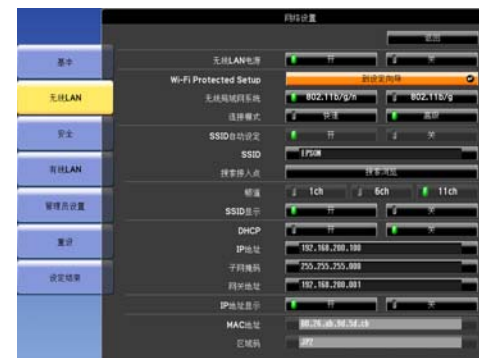 网络设置
返回
基本
无线LAN
安全
有线LAN
管理员设置
重设
设定结束
无线LAN电源 开 关
Wi-Fi Protected Setup 到设定向导
无线局域网系统 802.11b/g/n 802.11b/g
连接模式 快速 高级
SSID自动设定 开 关
SSID EPSON
搜索接入点 搜索浏览
频道 1ch 6ch 11ch
SSID显示 开 关
DHCP 开 关
IP地址 192.168.200.100
子网掩码 255.255.255.000
网关地址 192.168.200.001
IP地址显示 开 关
MAC地址
区域码